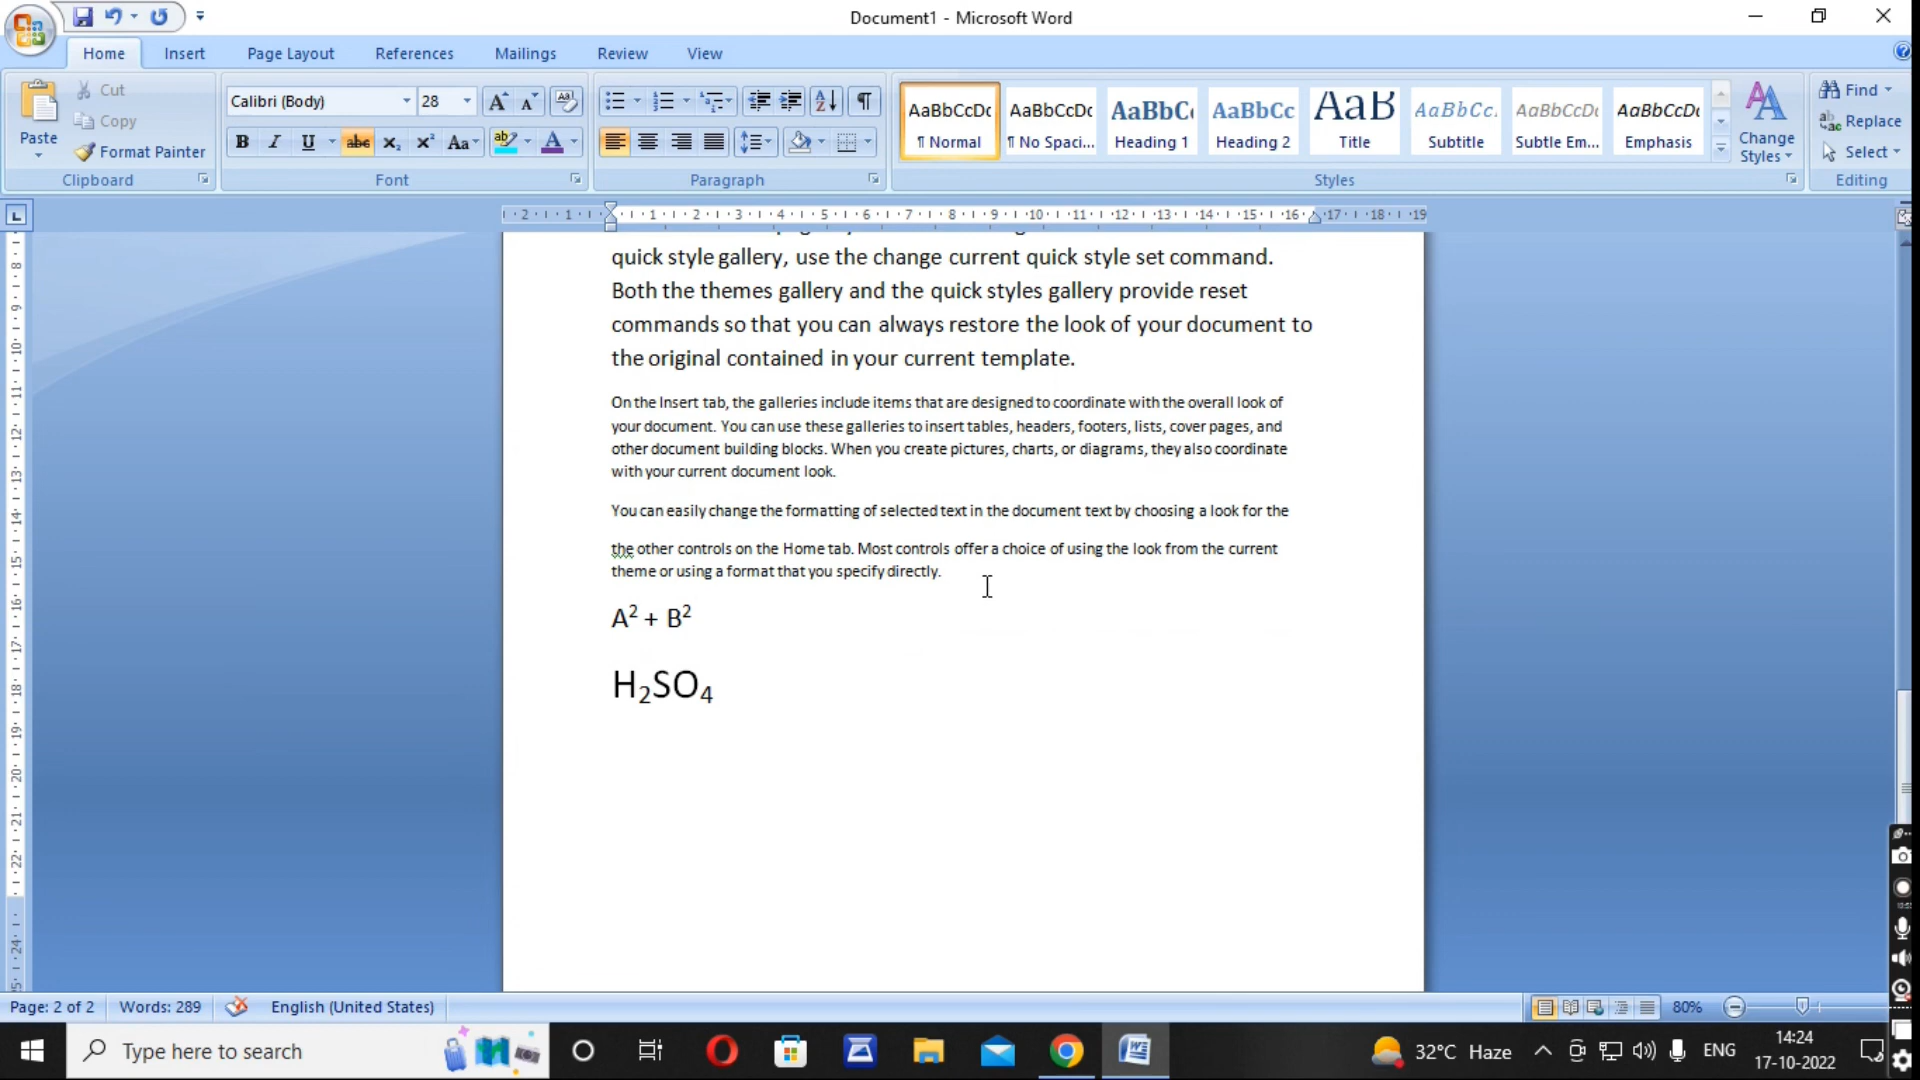 Document1 - Microsoft Word
Home Insert Page Layout References Mailings Review View
Paste
Cut
Copy
Format Painter
Clipboard
Calibri (Body) 28
Font
Paragraph
AaBbCcDc AaBbCcDc AaBbC AaBbCc AaB AaBbCc. AaBbCcDc AaBbCcDc
¶ Normal ¶ No Spaci... Heading 1 Heading 2 Title Subtitle Subtle Em... Emphasis
Styles
Change
Styles
Find
Replace
Select
Editing
quick style gallery, use the change current quick style set command.
Both the themes gallery and the quick styles gallery provide reset
commands so that you can always restore the look of your document to
the original contained in your current template.
On the Insert tab, the galleries include items that are designed to coordinate with the overall look of
your document. You can use these galleries to insert tables, headers, footers, lists, cover pages, and
other document building blocks. When you create pictures, charts, or diagrams, they also coordinate
with your current document look.
You can easily change the formatting of selected text in the document text by choosing a look for the
the other controls on the Home tab. Most controls offer a choice of using the look from the current
theme or using a format that you specify directly.
A² + B²
H₂SO₄
Page: 2 of 2 Words: 289 English (United States) 80%
Type here to search
32°C Haze ENG 14:24
17-10-2022